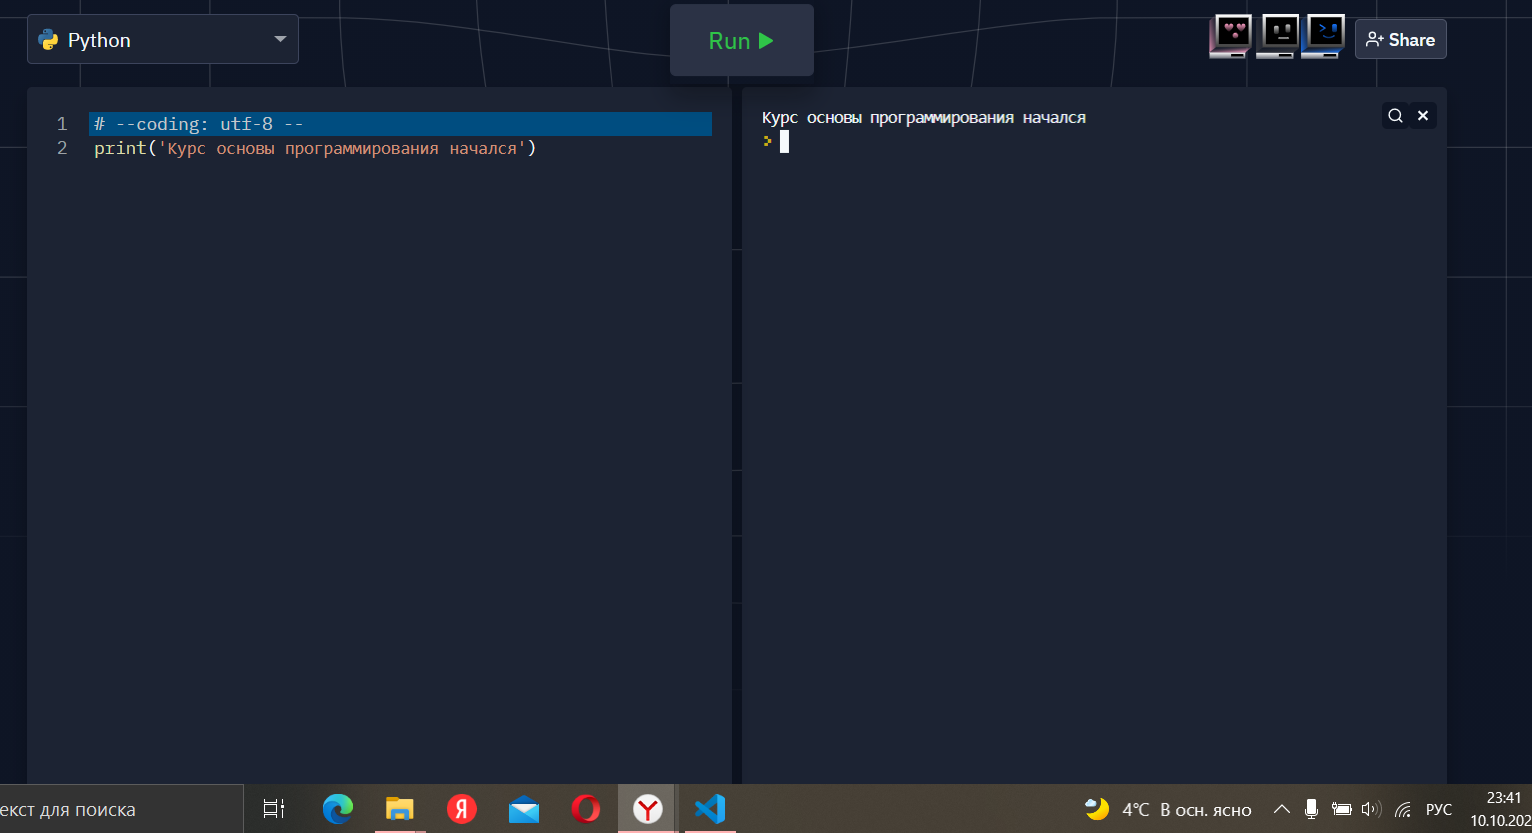 Python
Run
Share
1 # --coding: utf-8 --
2 print('Курс основы программирования начался')
Курс основы программирования начался
>
екст для поиска
Я
Y
4°C В осн. ясно
РУС
23:41
10.10.202